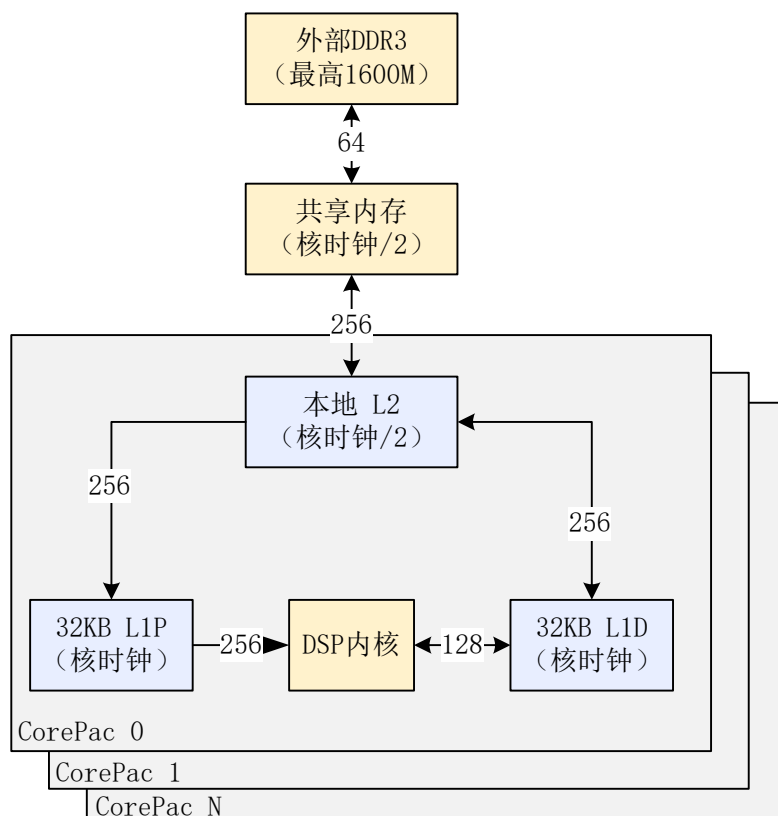 外部DDR3
（最高1600M）
64
共享内存
（核时钟/2）
256
本地 L2
（核时钟/2）
256
256
32KB L1P
（核时钟）
256
DSP内核
128
32KB L1D
（核时钟）
CorePac 0
CorePac 1
CorePac N